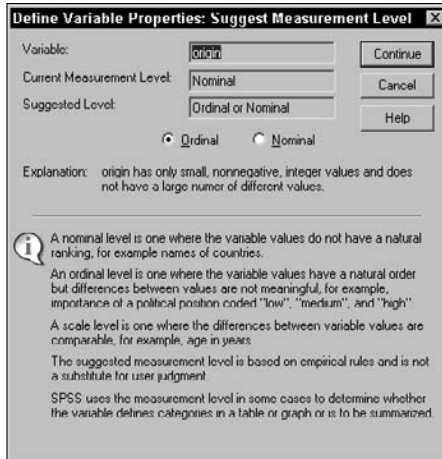 Define Variable Properties: Suggest Measurement Level
Variable: origin Continue
Current Measurement Level: Nominal Cancel
Suggested Level: Ordinal or Nominal Help
Ordinal Nominal
Explanation: origin has only small, nonnegative, integer values and does
not have a large numer of different values.
A nominal level is one where the variable values do not have a natural
ranking, for example names of countries.
An ordinal level is one where the variable values have a natural order
but differences between values are not meaningful, for example,
importance of a political position coded "low", "medium", and "high".
A scale level is one where the differences between variable values are
comparable, for example, age in years.
The suggested measurement level is based on empirical rules and is not
a substitute for user judgment.
SPSS uses the measurement level in some cases to determine whether
the variable defines categories in a table or graph or is to be summarized.